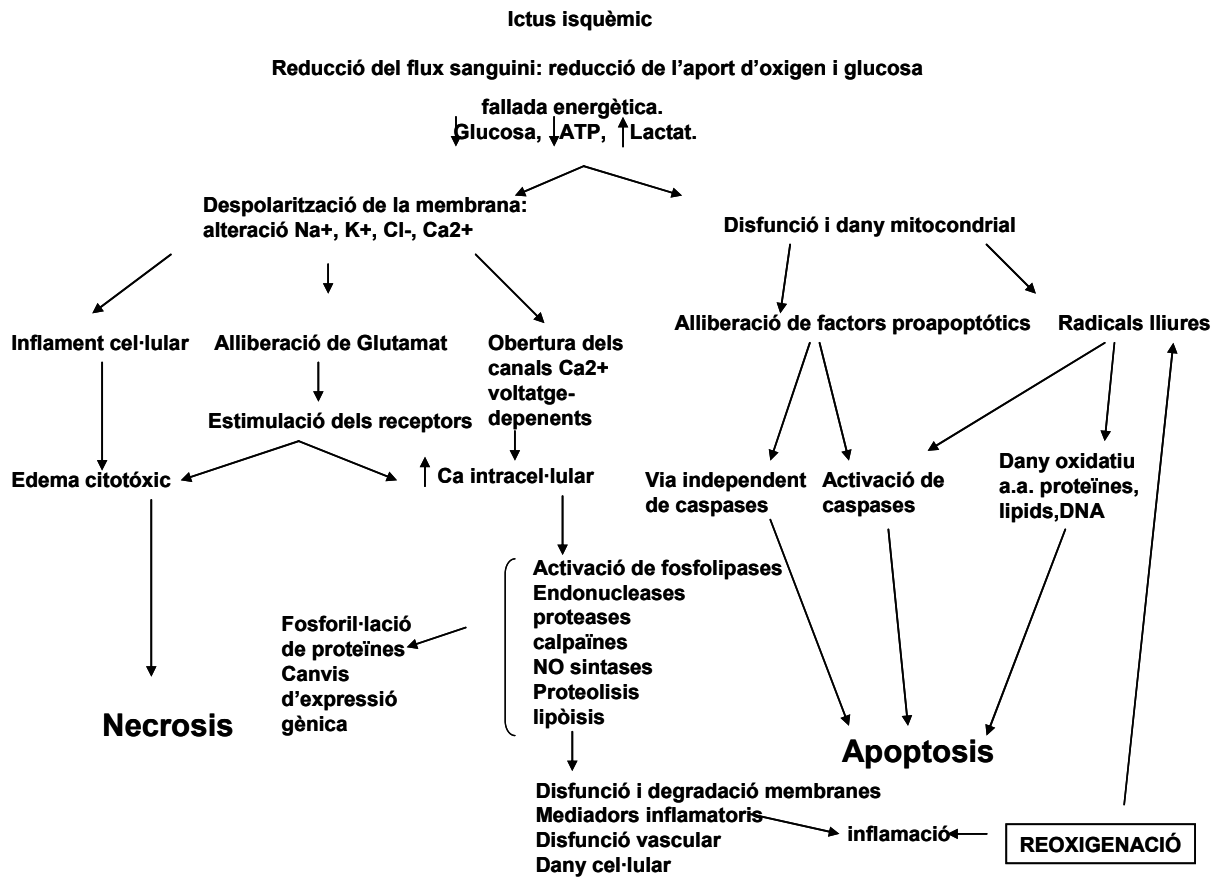 Ictus isquèmic
Reducció del flux sanguini: reducció de l'aport d'oxigen i glucosa
fallada energètica.
↓Glucosa, ↓ATP, ↑Lactat.
Despolarització de la membrana:
alteració Na+, K+, Cl-, Ca2+
Disfunció i dany mitocondrial
Inflament cel·lular
Alliberació de Glutamat
Obertura dels
canals Ca2+
voltatge-
depenents
Alliberació de factors proapoptótics
Radicals lliures
Estimulació dels receptors
Edema citotóxic
↑ Ca intracel·lular
Via independent
de caspases
Activació de
caspases
Dany oxidatiu
a.a. proteïnes,
lipids,DNA
Activació de fosfolipases
Endonucleases
proteases
calpaïnes
NO sintases
Proteolisis
lipòisis
Fosforil·lació
de proteïnes
Canvis
d'expressió
gènica
Necrosis
Apoptosis
Disfunció i degradació membranes
Mediadors inflamatoris
Disfunció vascular
Dany cel·lular
inflamació
REOXIGENACIÓ